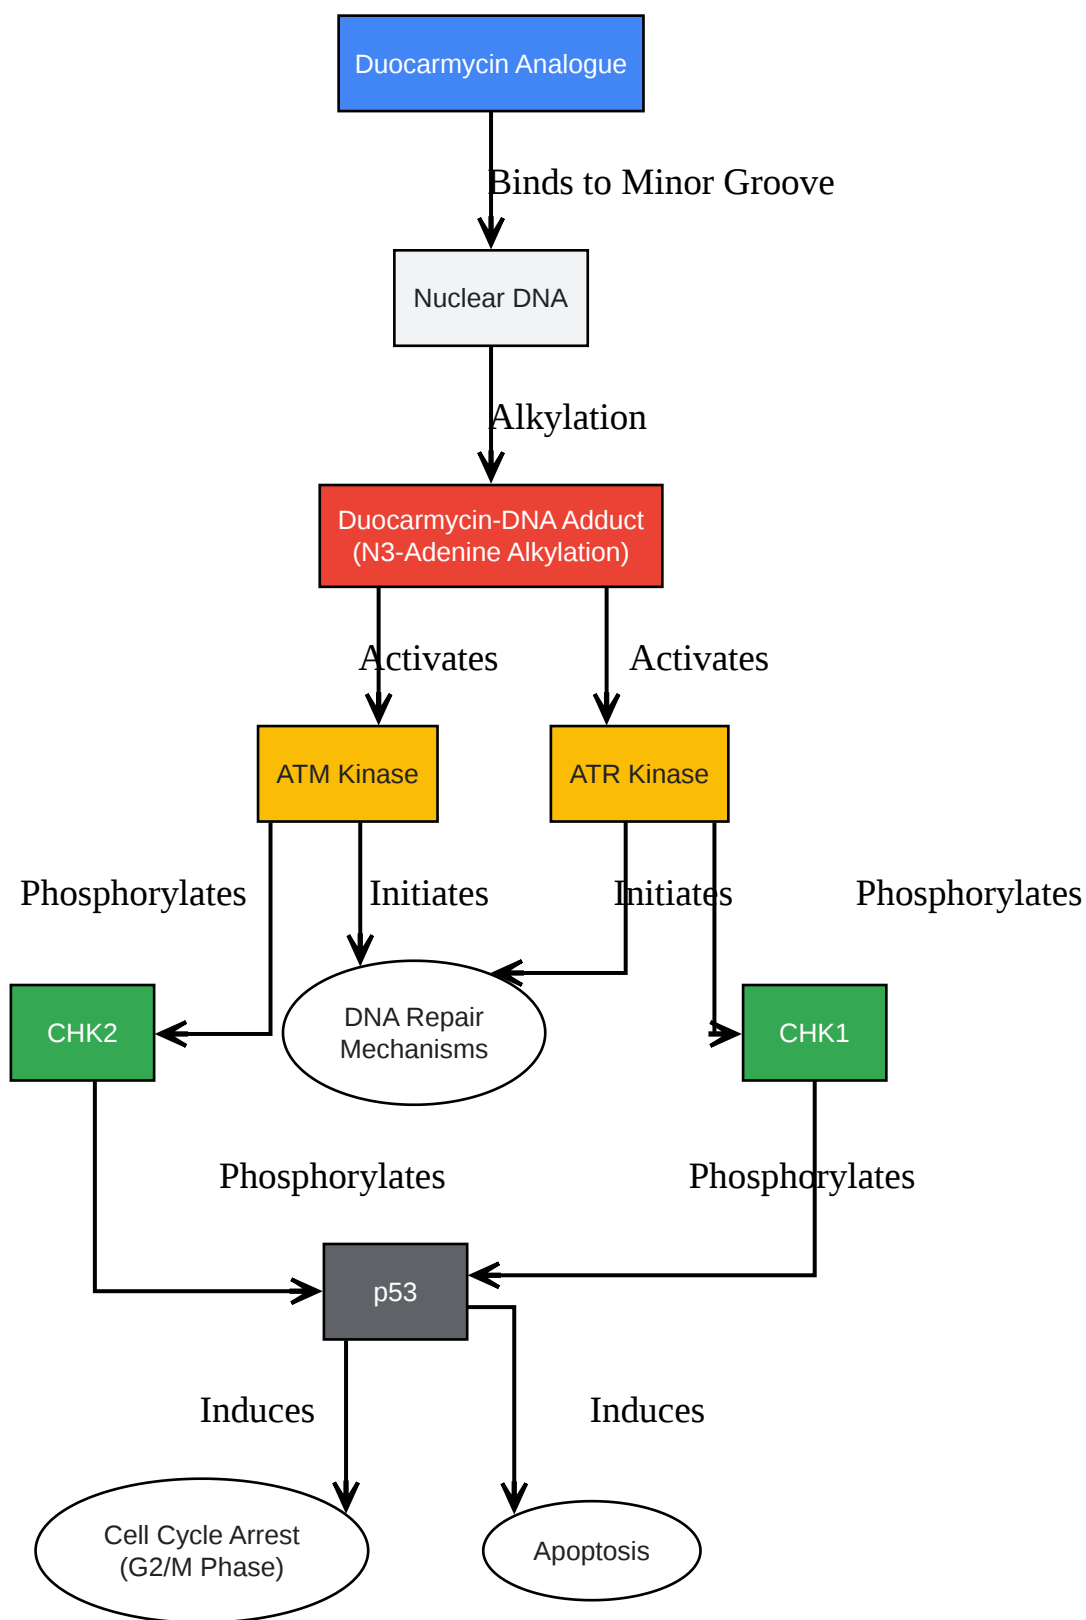 Duocarmycin Analogue
Binds to Minor Groove
Nuclear DNA
Alkylation
Duocarmycin-DNA Adduct
(N3-Adenine Alkylation)
Activates
Activates
ATM Kinase
ATR Kinase
Phosphorylates
Initiates
Initiates
Phosphorylates
CHK2
DNA Repair
Mechanisms
CHK1
Phosphorylates
Phosphorylates
p53
Induces
Induces
Cell Cycle Arrest
(G2/M Phase)
Apoptosis